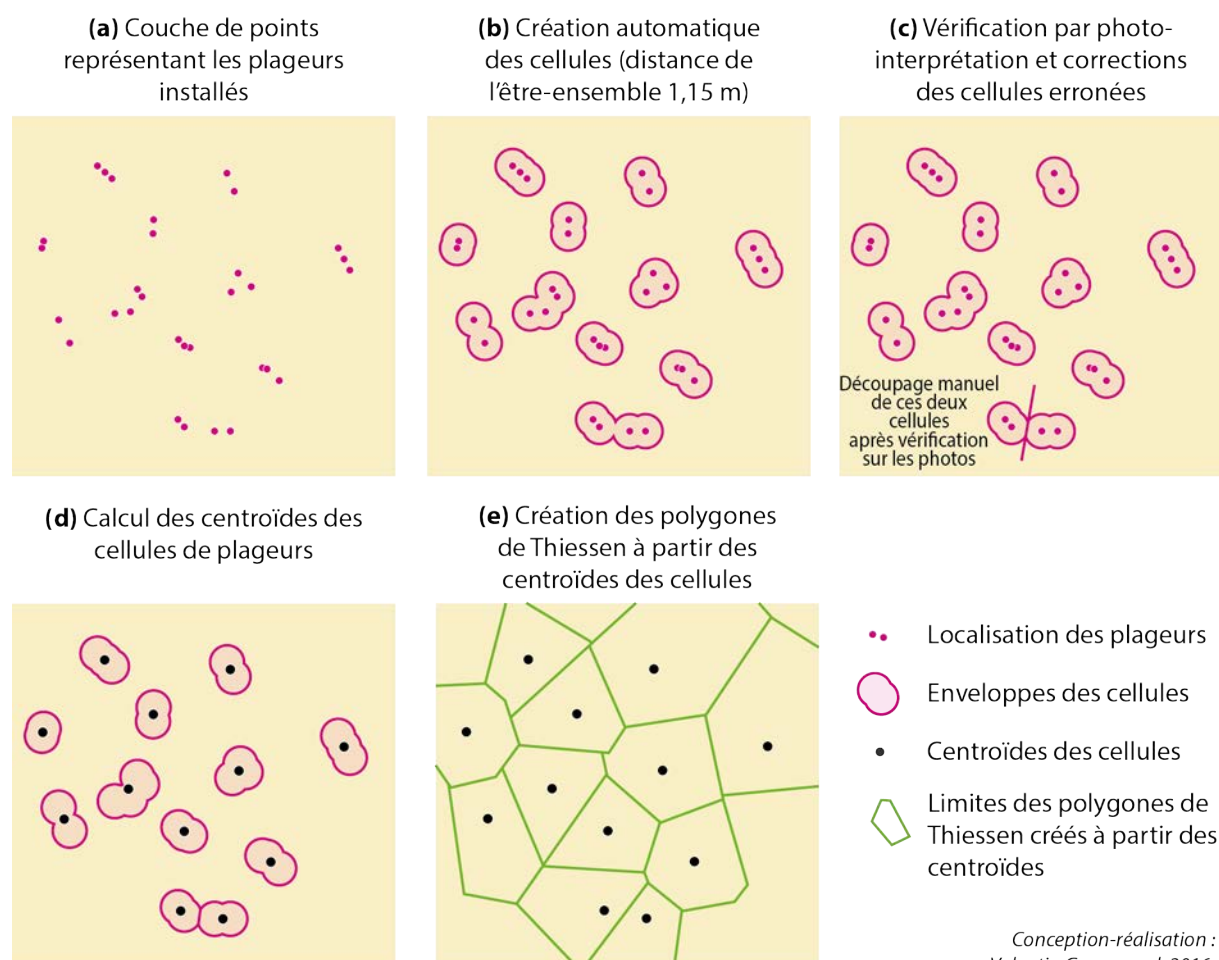 (a) Couche de points
représentant les plageurs
installés
(b) Création automatique
des cellules (distance de
l'être-ensemble 1,15 m)
(c) Vérification par photo-
interprétation et corrections
des cellules erronées
Découpage manuel
de ces deux
cellules
après vérification
sur les photos
(d) Calcul des centroïdes des
cellules de plageurs
(e) Création des polygones
de Thiessen à partir des
centroïdes des cellules
Localisation des plageurs
Enveloppes des cellules
Centroïdes des cellules
Limites des polygones de
Thiessen créés à partir des
centroïdes
Conception-réalisation :